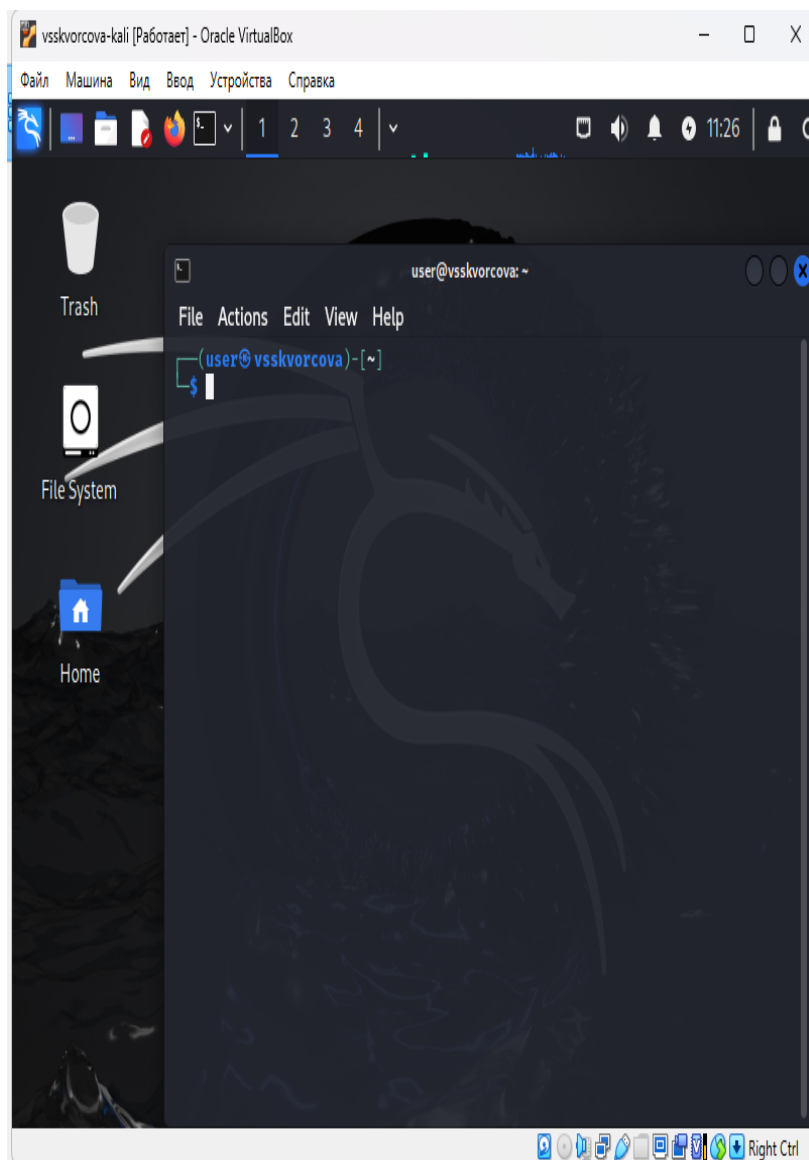 vsskvorcova-kali [Работает] - Oracle VirtualBox
Файл Машина Вид Ввод Устройства Справка
1 2 3 4 11:26
Trash
File System
Home
user@vsskvorcova: ~
File Actions Edit View Help
┌──(user㉿vsskvorcova)-[~]
└─$
Right Ctrl